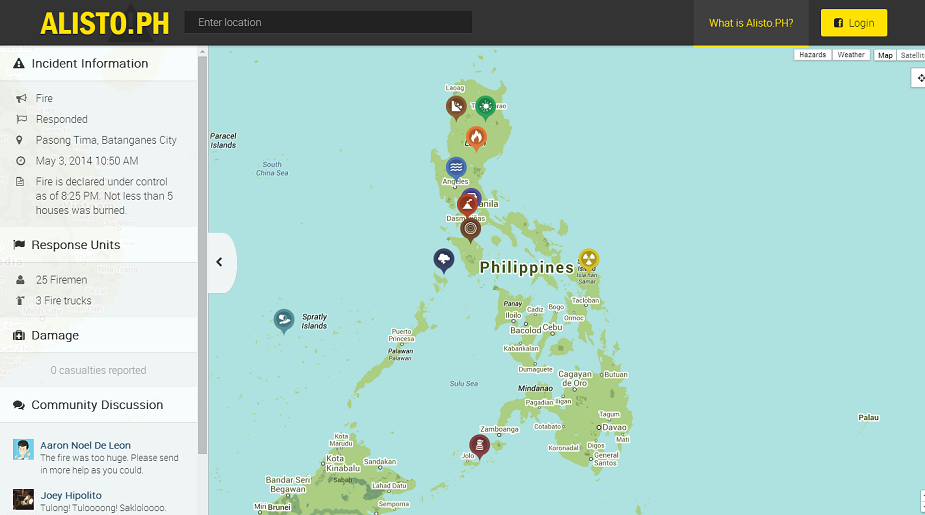 ALISTO.PH
Enter location
What is Alisto.PH?
Login
Incident Information
Fire
Responded
Pasong Tima, Batanganes City
May 3, 2014 10:50 AM
Fire is declared under control
as of 8:25 PM. Not less than 5
houses was burned.
Response Units
25 Firemen
3 Fire trucks
Damage
0 casualties reported
Community Discussion
Aaron Noel De Leon
The fire was too huge. Please send
in more help as you could.
Joey Hipolito
Tulong! Tuloooong! Sakloloooo.
Hazards
Weather
Map
Satellit
Laoag
Paracel
Islands
South
China Sea
Angeles
Philippines
Samar
Tacloban
Panay
Iloilo
Cadiz
Bogo
Ormoc
Bacolod
Cebu
Spratly
Islands
Puerto
Princesa
Palawan
Palawan
Kabankalan
Dumaguete
Sulu Sea
Mindanao
Cagayan
de Oro
Butuan
Pagadian
Iligan
Tagum
Zamboanga
Cotabato
Davao
Mati
Jolo
Koronadal
Digos
General
Santos
Palau
Kota
Marudu
Kota
Kinabalu
Sandakan
Sabah
Bandar Seri
Begawan
Lahad Datu
Miri
Brunei
Semporna